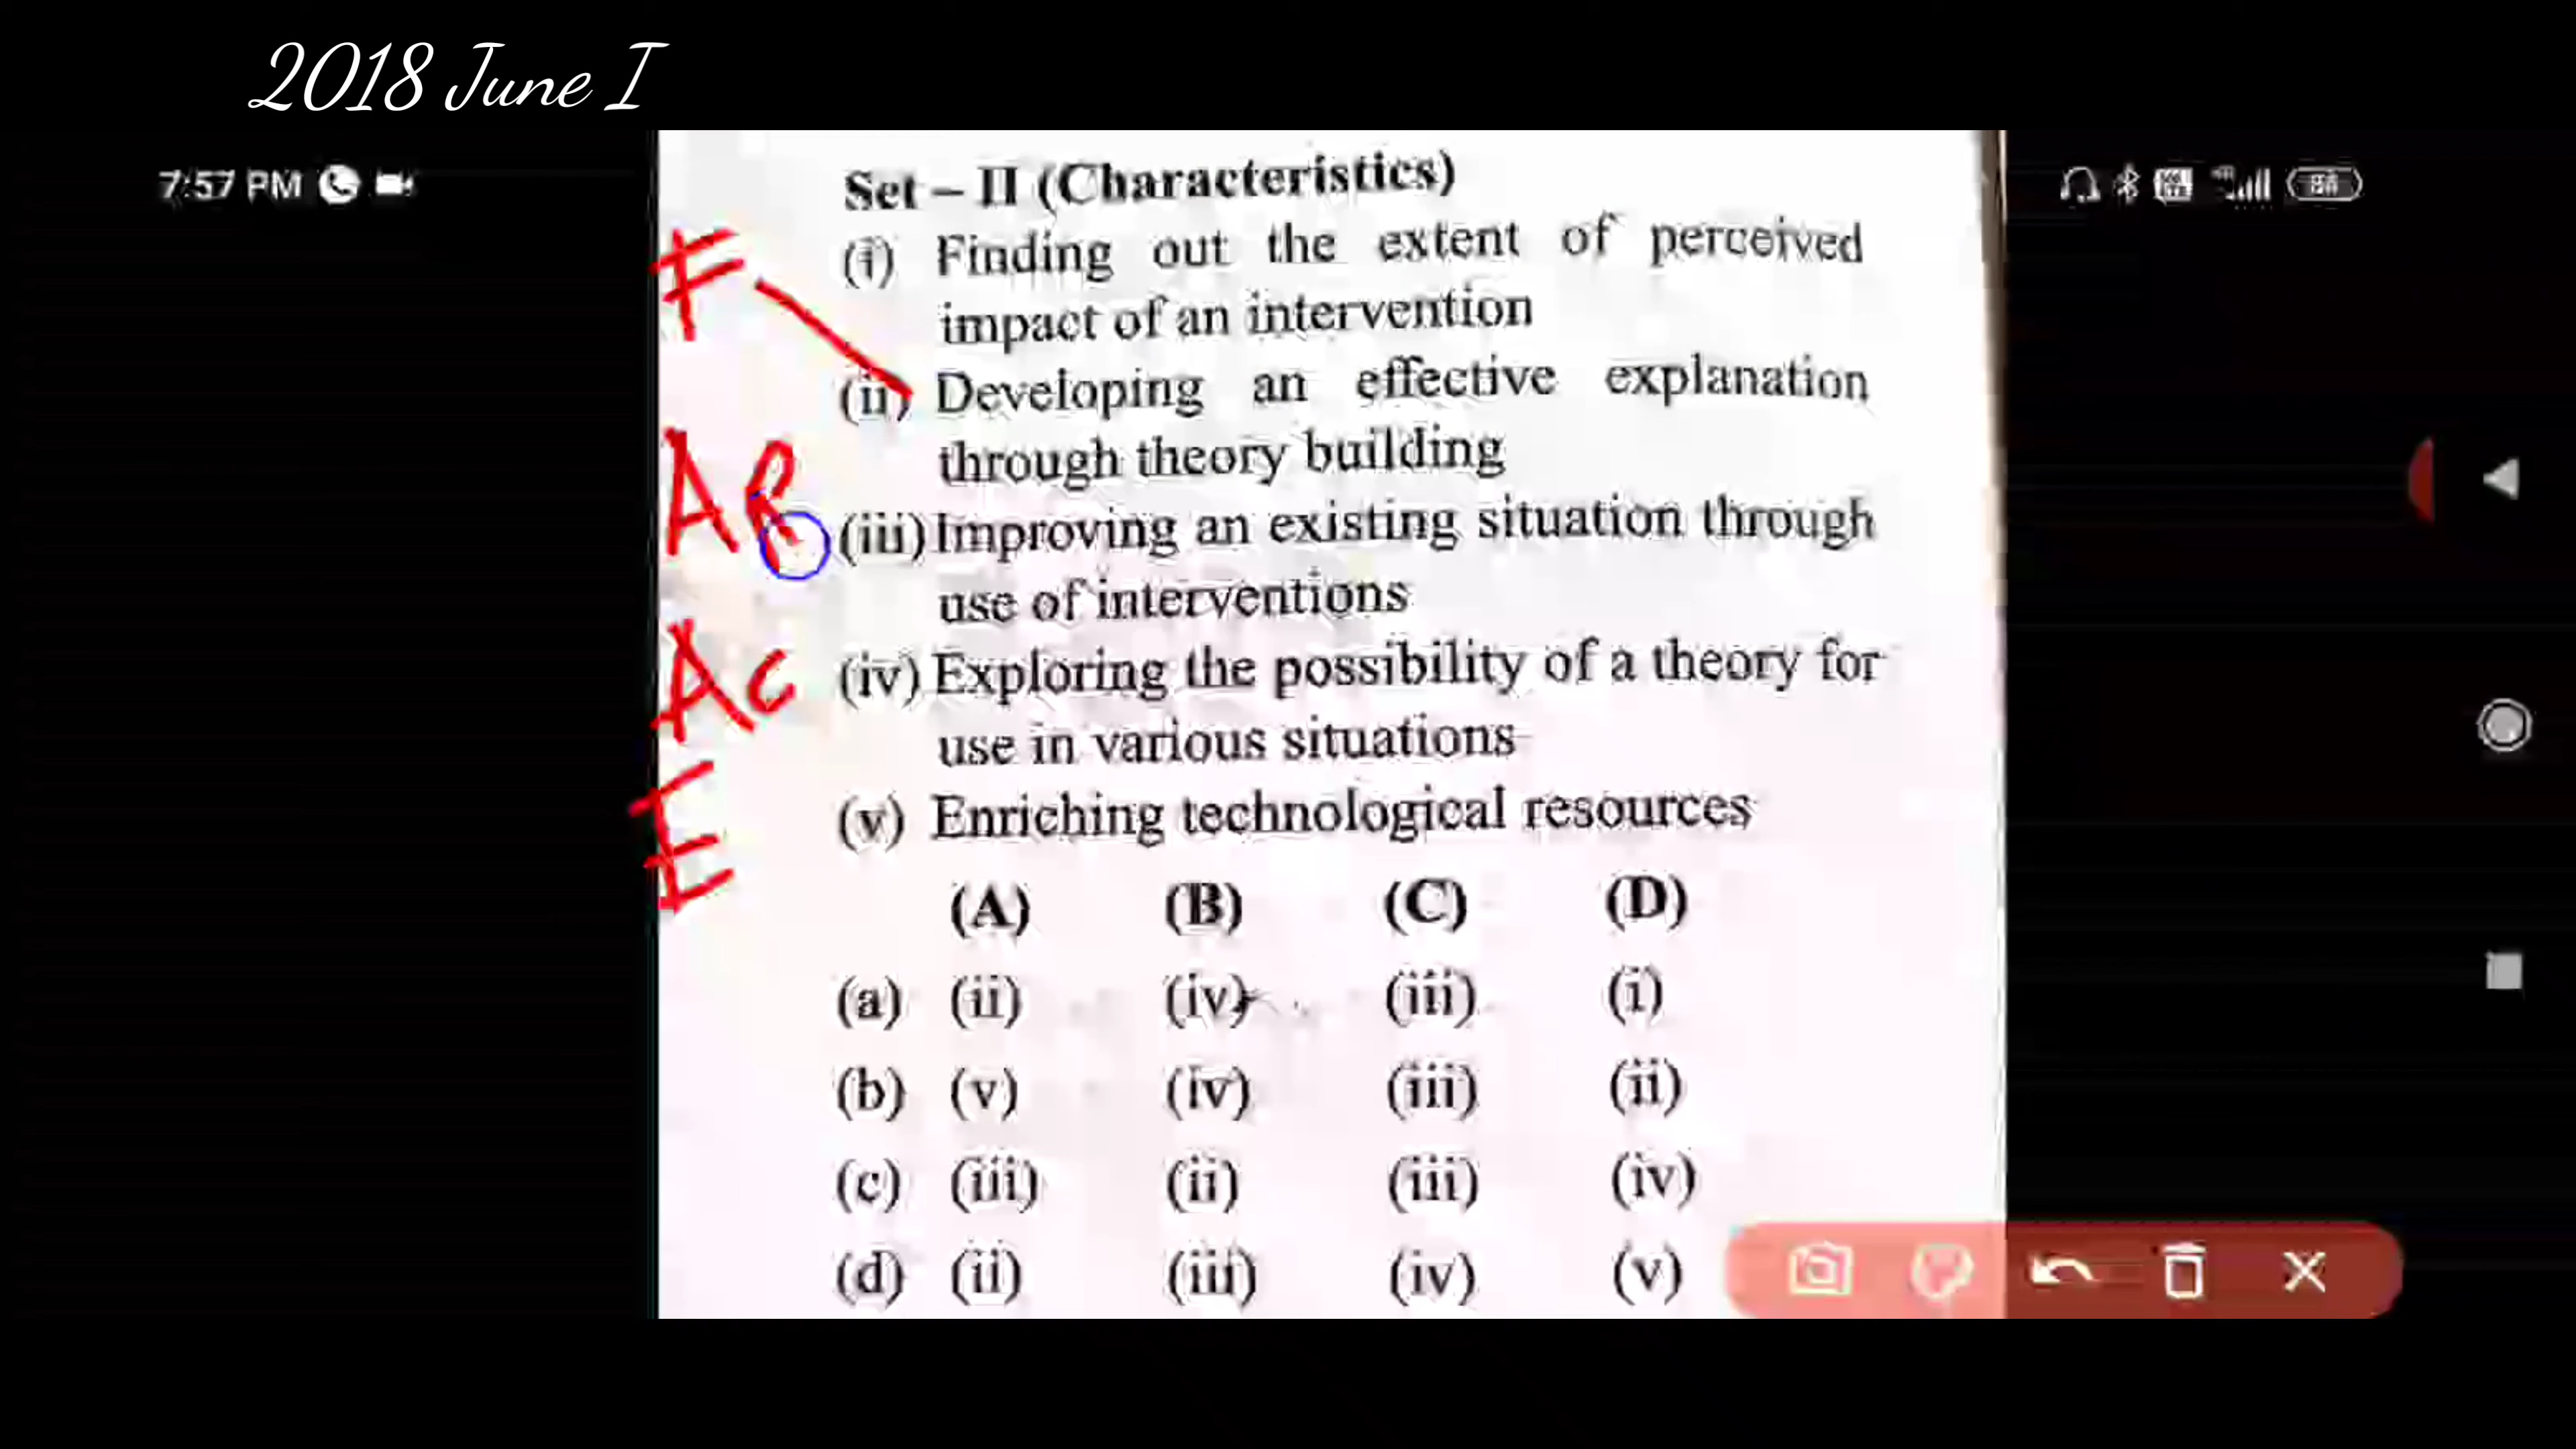 2018 June I
7:57 PM
Set – II (Characteristics)
F
(i) Finding out the extent of perceived
impact of an intervention
(ii) Developing an effective explanation
through theory building
AR
(iii) Improving an existing situation through
use of interventions
Ac
(iv) Exploring the possibility of a theory for
use in various situations
E
(v) Enriching technological resources
(A) (B) (C) (D)
(a) (ii) (iv) (iii) (i)
(b) (v) (iv) (iii) (ii)
(c) (iii) (ii) (iii) (iv)
(d) (ii) (iii) (iv) (v)